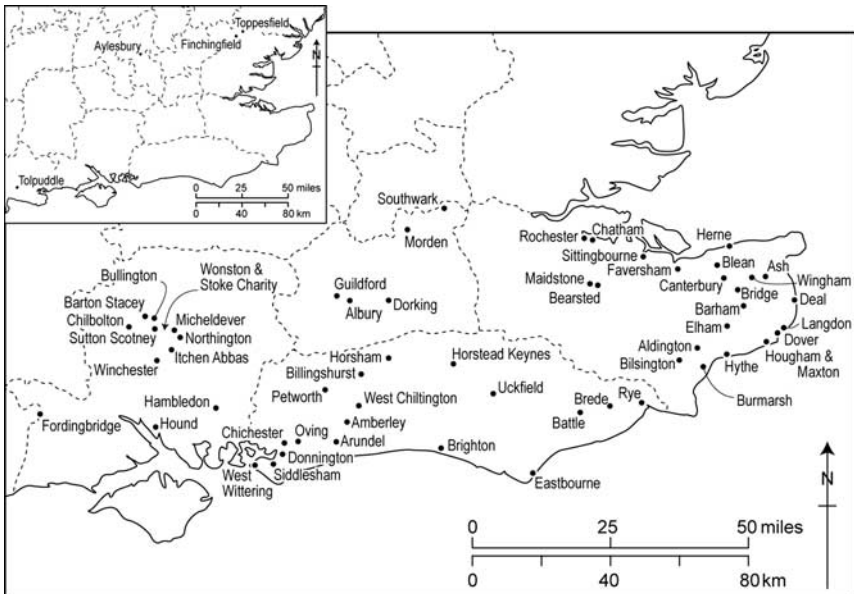 Toppesfield
Finchingfield
Aylesbury
N
Tolpuddle
0 25 50 miles
0 40 80 km
Southwark
Morden
Rochester
Chatham
Sittingbourne
Herne
Faversham
Blean
Ash
Wingham
Canterbury
Maidstone
Bearsted
Bridge
Deal
Barham
Langdon
Elham
Dover
Aldington
Hougham &
Maxton
Bilsington
Hythe
Burmarsh
Bullington
Wonston &
Stoke Charity
Barton Stacey
Chilbolton
Micheldever
Sutton Scotney
Northington
Itchen Abbas
Winchester
Guildford
Albury
Dorking
Horsham
Horstead Keynes
Billingshurst
Petworth
West Chiltington
Uckfield
Brede
Rye
Battle
Hambledon
Fordingbridge
Hound
Amberley
Chichester
Oving
Arundel
Donnington
Brighton
West
Wittering
Siddlesham
Eastbourne
N
0 25 50 miles
0 40 80 km